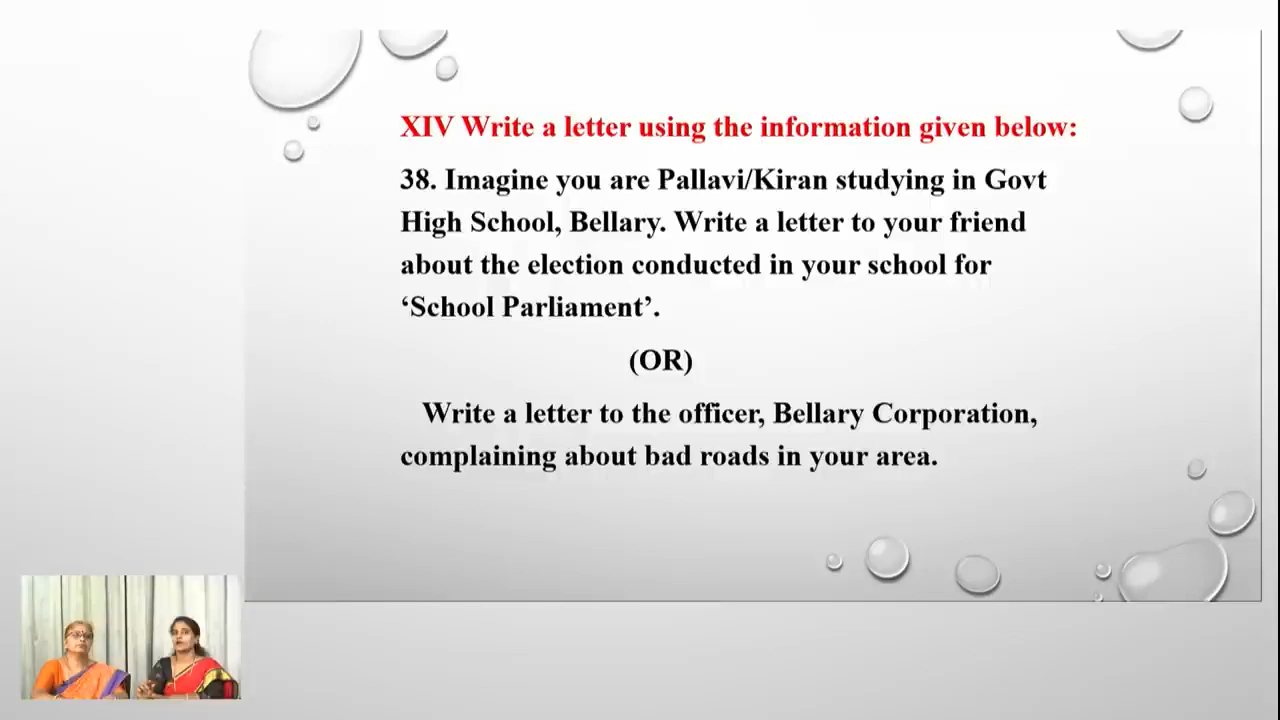 XIV Write a letter using the information given below:
38. Imagine you are Pallavi/Kiran studying in Govt
High School, Bellary. Write a letter to your friend
about the election conducted in your school for
‘School Parliament’.
(OR)
Write a letter to the officer, Bellary Corporation,
complaining about bad roads in your area.